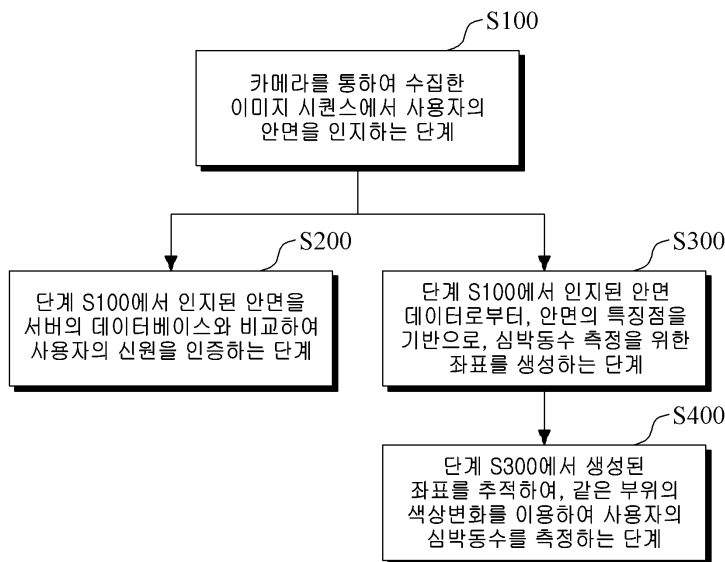 S100
카메라를 통하여 수집한
이미지 시퀀스에서 사용자의
안면을 인지하는 단계
S200
단계 S100에서 인지된 안면을
서버의 데이터베이스와 비교하여
사용자의 신원을 인증하는 단계
S300
단계 S100에서 인지된 안면
데이터로부터, 안면의 특징점을
기반으로, 심박동수 측정을 위한
좌표를 생성하는 단계
S400
단계 S300에서 생성된
좌표를 추적하여, 같은 부위의
색상변화를 이용하여 사용자의
심박동수를 측정하는 단계